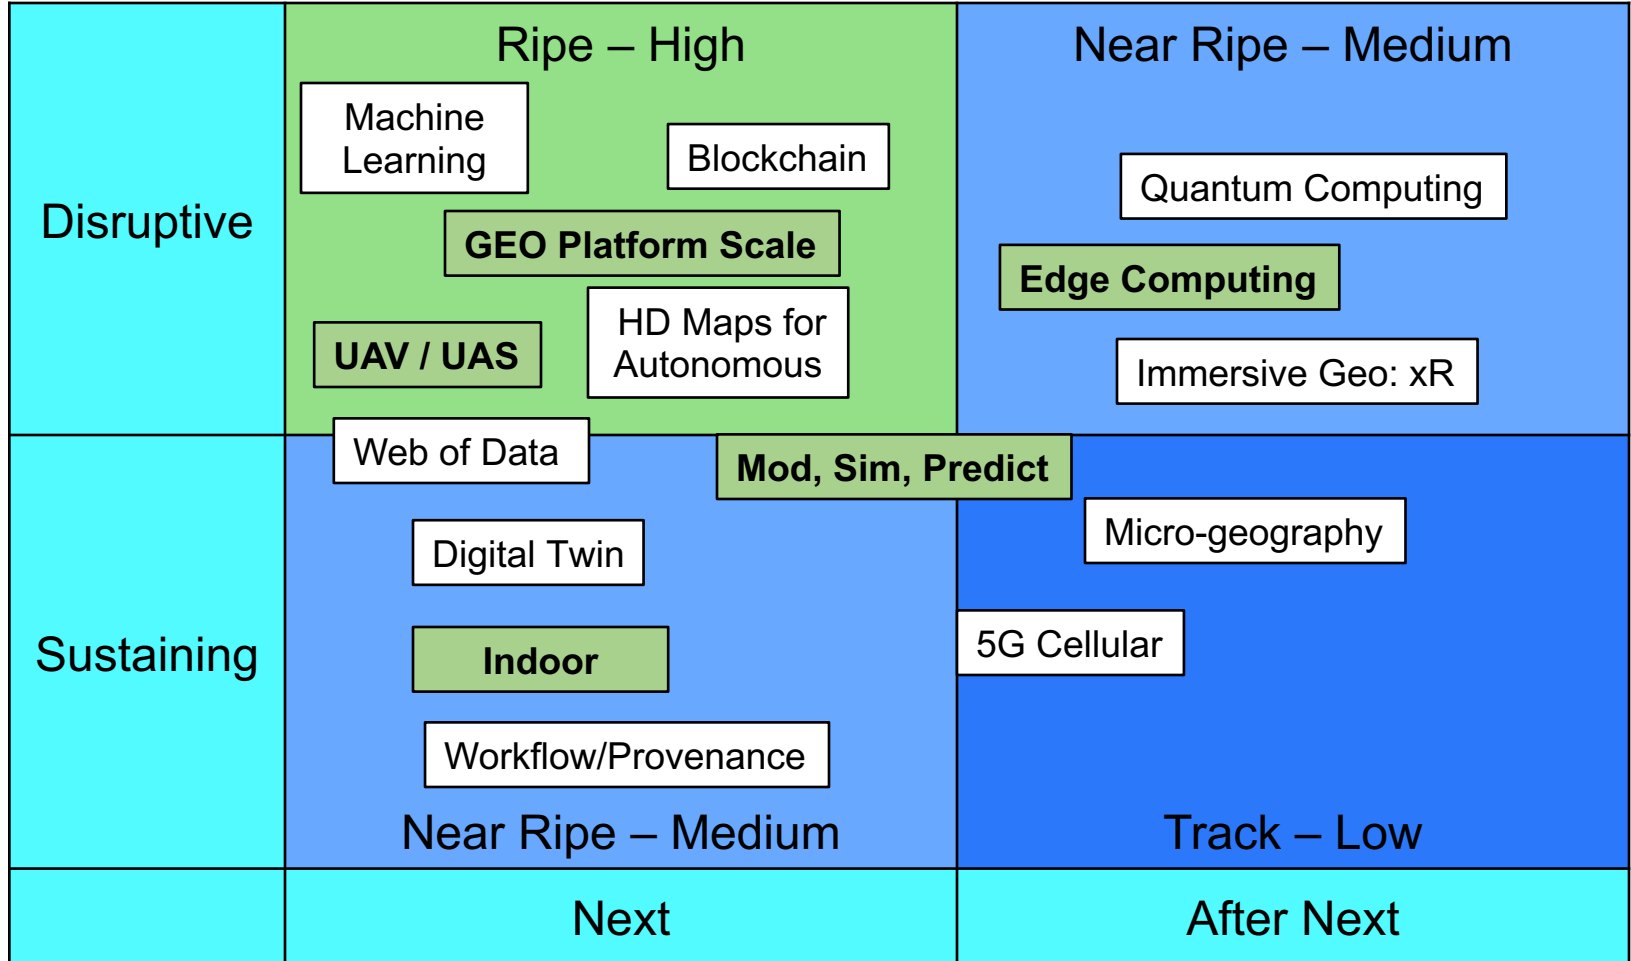 Disruptive
Ripe – High
Machine
Learning
Blockchain
GEO Platform Scale
UAV / UAS
HD Maps for
Autonomous
Near Ripe – Medium
Quantum Computing
Edge Computing
Immersive Geo: xR
Sustaining
Web of Data
Mod, Sim, Predict
Digital Twin
Indoor
Workflow/Provenance
Near Ripe – Medium
Micro-geography
5G Cellular
Track – Low
Next
After Next